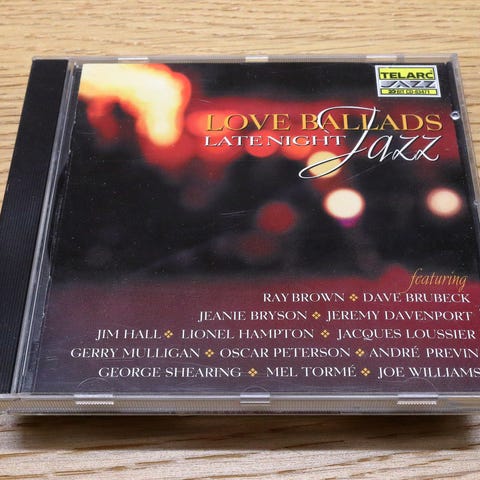 TELARC
JAZZ
LOVE BALLADS
LATE NIGHT Jazz
featuring
RAY BROWN ❖ DAVE BRUBECK
JEANIE BRYSON ❖ JEREMY DAVENPORT
JIM HALL ❖ LIONEL HAMPTON ❖ JACQUES LOUSSIER
GERRY MULLIGAN ❖ OSCAR PETERSON ❖ ANDRÉ PREVIN
GEORGE SHEARING ❖ MEL TORMÉ ❖ JOE WILLIAMS